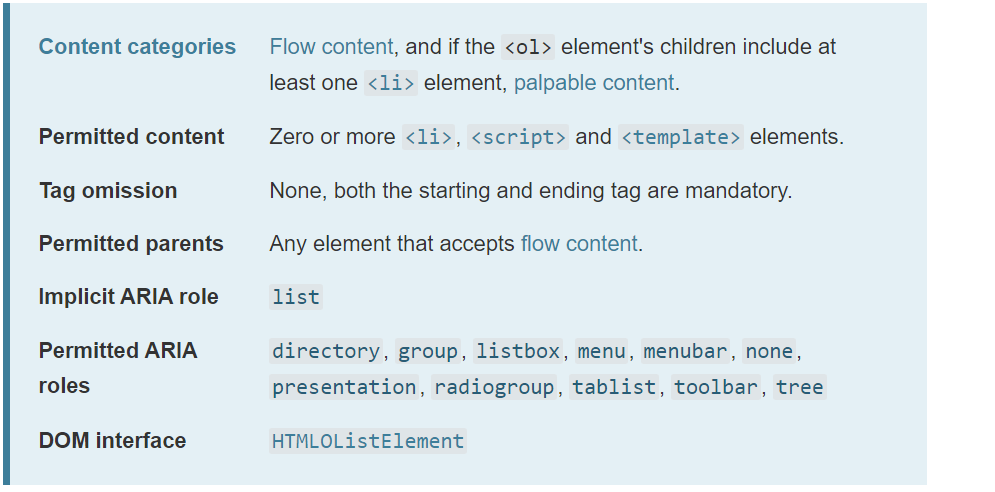 Content categories Flow content, and if the <ol> element's children include at
least one <li> element, palpable content.
Permitted content Zero or more <li>, <script> and <template> elements.
Tag omission None, both the starting and ending tag are mandatory.
Permitted parents Any element that accepts flow content.
Implicit ARIA role list
Permitted ARIA directory, group, listbox, menu, menubar, none,
roles presentation, radiogroup, tablist, toolbar, tree
DOM interface HTMLOListElement